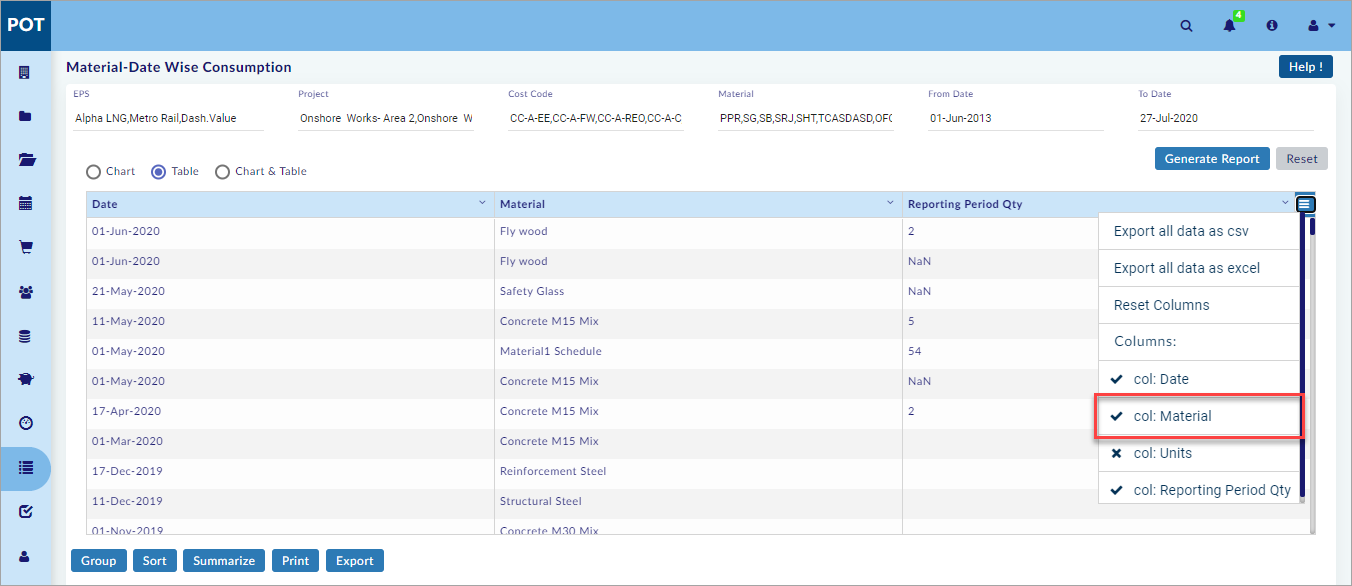 POT
4
Material-Date Wise Consumption
Help !
EPS Project Cost Code Material From Date To Date
Alpha LNG,Metro Rail,Dash.Value Onshore Works- Area 2,Onshore W CC-A-EE,CC-A-FW,CC-A-REO,CC-A-C PPR,SG,SB,SRJ,SHT,TCASDASD,OFC 01-Jun-2013 27-Jul-2020
Generate Report Reset
Chart Table Chart & Table
Date Material Reporting Period Qty
01-Jun-2020 Fly wood 2
01-Jun-2020 Fly wood NaN
21-May-2020 Safety Glass NaN
11-May-2020 Concrete M15 Mix 5
01-May-2020 Material1 Schedule 54
01-May-2020 Concrete M15 Mix NaN
17-Apr-2020 Concrete M15 Mix 2
01-Mar-2020 Concrete M15 Mix
17-Dec-2019 Reinforcement Steel
11-Dec-2019 Structural Steel
01-Nov-2019 Concrete M30 Mix
Export all data as csv
Export all data as excel
Reset Columns
Columns:
col: Date
col: Material
col: Units
col: Reporting Period Qty
Group Sort Summarize Print Export